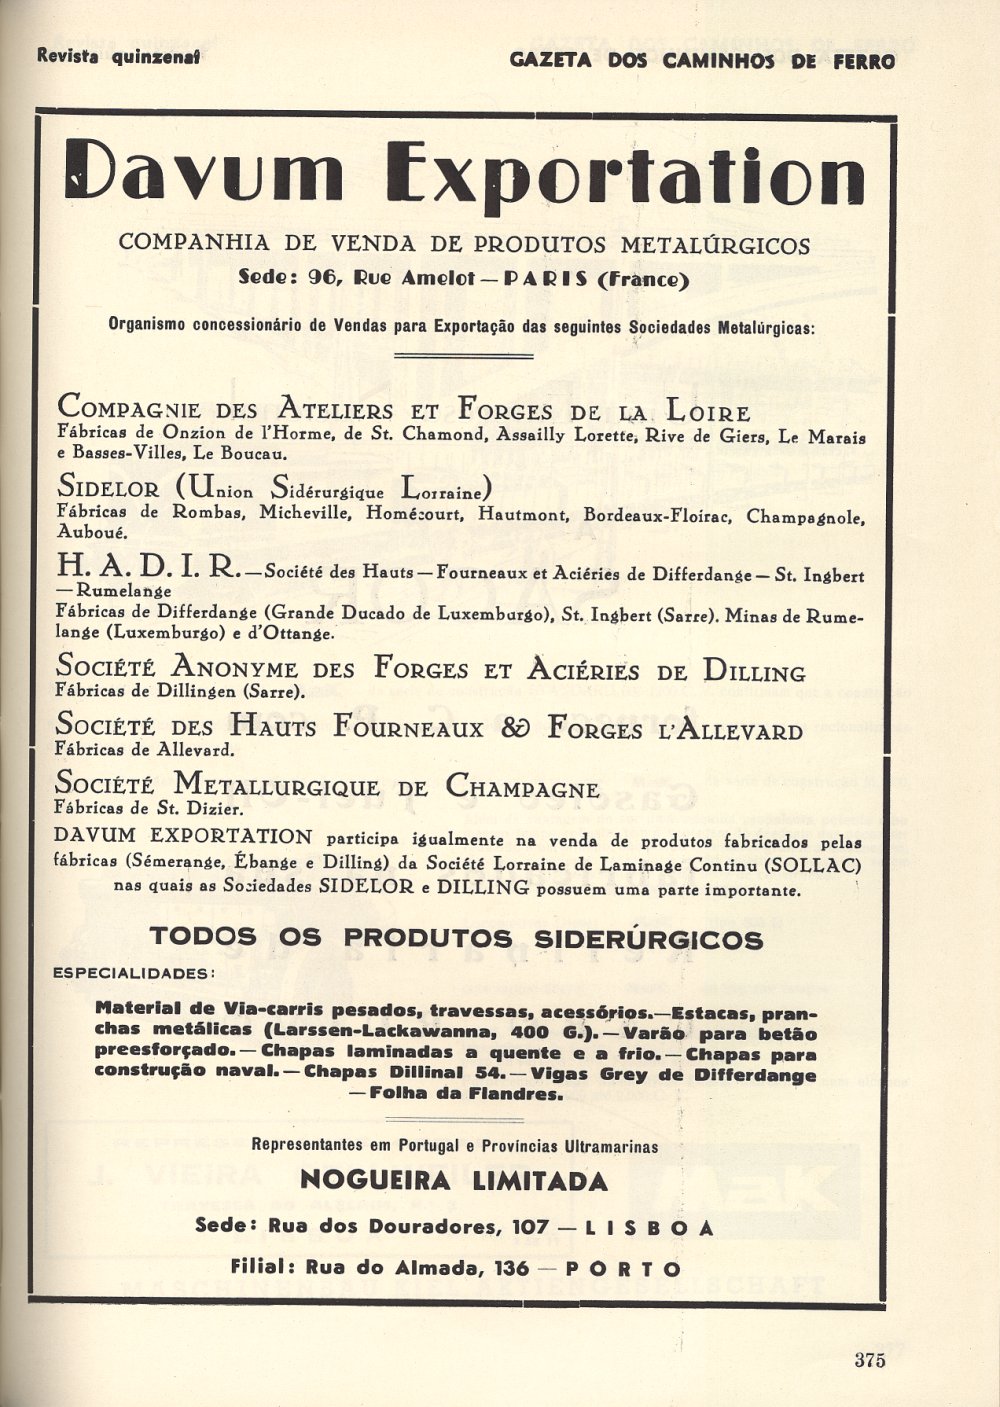 Revista quinzenal
GAZETA DOS CAMINHOS DE FERRO
Davum Exportation
COMPANHIA DE VENDA DE PRODUTOS METALÚRGICOS
Sede: 96, Rue Amelot — PARIS (France)
Organismo concessionário de Vendas para Exportação das seguintes Sociedades Metalúrgicas:
COMPAGNIE DES ATELIERS ET FORGES DE LA LOIRE
Fábricas de Onzion de l'Horme, de St. Chamond, Assailly Lorette, Rive de Giers, Le Marais
e Basses-Villes, Le Boucau.
SIDELOR (Union Sidérurgique Lorraine)
Fábricas de Rombas, Micheville, Homécourt, Hautmont, Bordeaux-Floirac, Champagnole,
Auboué.
H. A. D. I. R. — Société des Hauts — Fourneaux et Aciéries de Differdange — St. Ingbert
— Rumelange
Fábricas de Differdange (Grande Ducado de Luxemburgo), St. Ingbert (Sarre). Minas de Rume-
lange (Luxemburgo) e d'Ottange.
SOCIÉTÉ ANONYME DES FORGES ET ACIÉRIES DE DILLING
Fábricas de Dillingen (Sarre).
SOCIÉTÉ DES HAUTS FOURNEAUX & FORGES L'ALLEVARD
Fábricas de Allevard.
SOCIÉTÉ METALLURGIQUE DE CHAMPAGNE
Fábricas de St. Dizier.
DAVUM EXPORTATION participa igualmente na venda de produtos fabricados pelas
fábricas (Sémerange, Ébange e Dilling) da Société Lorraine de Laminage Continu (SOLLAC)
nas quais as Sociedades SIDELOR e DILLING possuem uma parte importante.
TODOS OS PRODUTOS SIDERÚRGICOS
ESPECIALIDADES:
Material de Via-carris pesados, travessas, acessórios.—Estacas, pran-
chas metálicas (Larssen-Lackawanna, 400 G.).—Varão para betão
preesforçado.—Chapas laminadas a quente e a frio.—Chapas para
construção naval.—Chapas Dillinal 54.—Vigas Grey de Differdange
—Folha da Flandres.
Representantes em Portugal e Províncias Ultramarinas
NOGUEIRA LIMITADA
Sede: Rua dos Douradores, 107 — LISBOA
Filial: Rua do Almada, 136 — PORTO
375